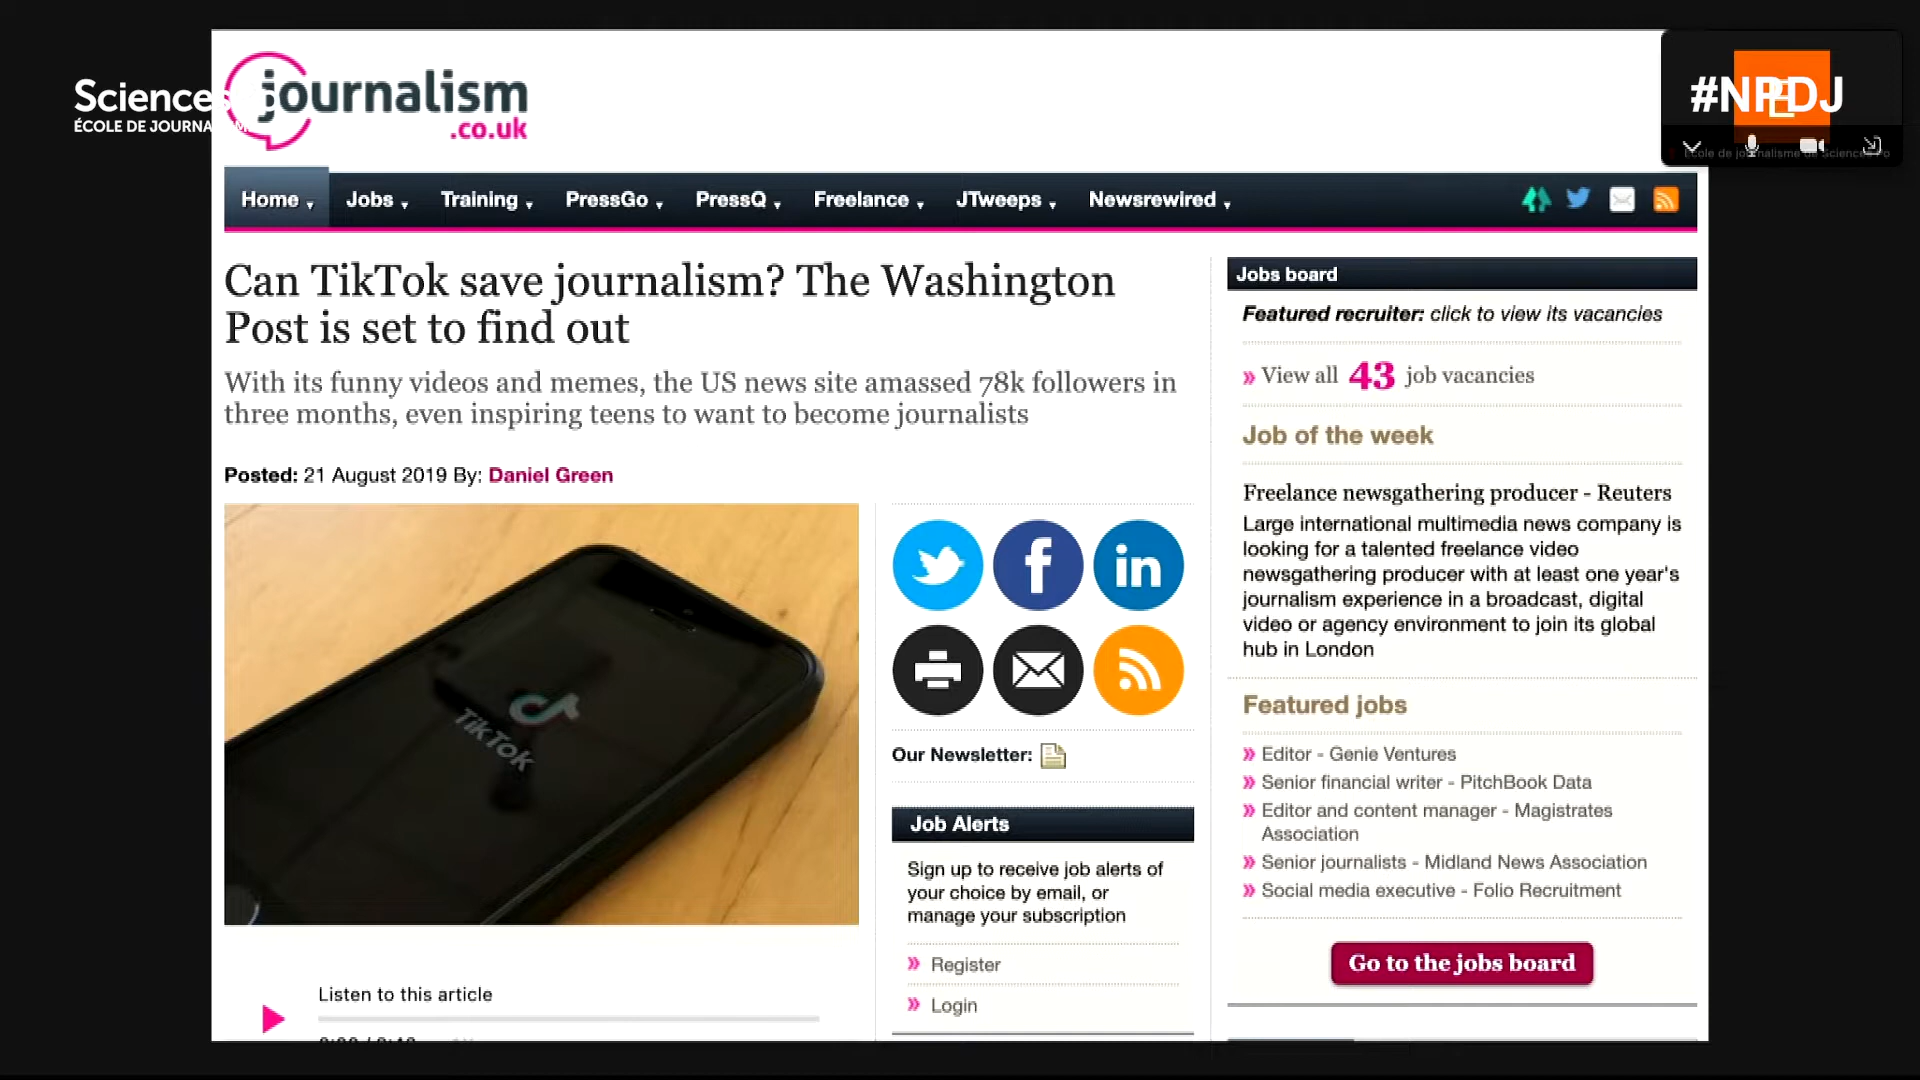 Sciences
ÉCOLE DE JOURNALISME
journalism
.co.uk
#NPDJ
École de journalisme de Sciences Po
Home
Jobs
Training
PressGo
PressQ
Freelance
JTweeps
Newsrewired
Can TikTok save journalism? The Washington
Post is set to find out
With its funny videos and memes, the US news site amassed 78k followers in
three months, even inspiring teens to want to become journalists
Posted: 21 August 2019 By: Daniel Green
TikTok
Listen to this article
Our Newsletter:
Job Alerts
Sign up to receive job alerts of
your choice by email, or
manage your subscription
Register
Login
Jobs board
Featured recruiter: click to view its vacancies
View all 43 job vacancies
Job of the week
Freelance newsgathering producer - Reuters
Large international multimedia news company is
looking for a talented freelance video
newsgathering producer with at least one year's
journalism experience in a broadcast, digital
video or agency environment to join its global
hub in London
Featured jobs
Editor - Genie Ventures
Senior financial writer - PitchBook Data
Editor and content manager - Magistrates
Association
Senior journalists - Midland News Association
Social media executive - Folio Recruitment
Go to the jobs board